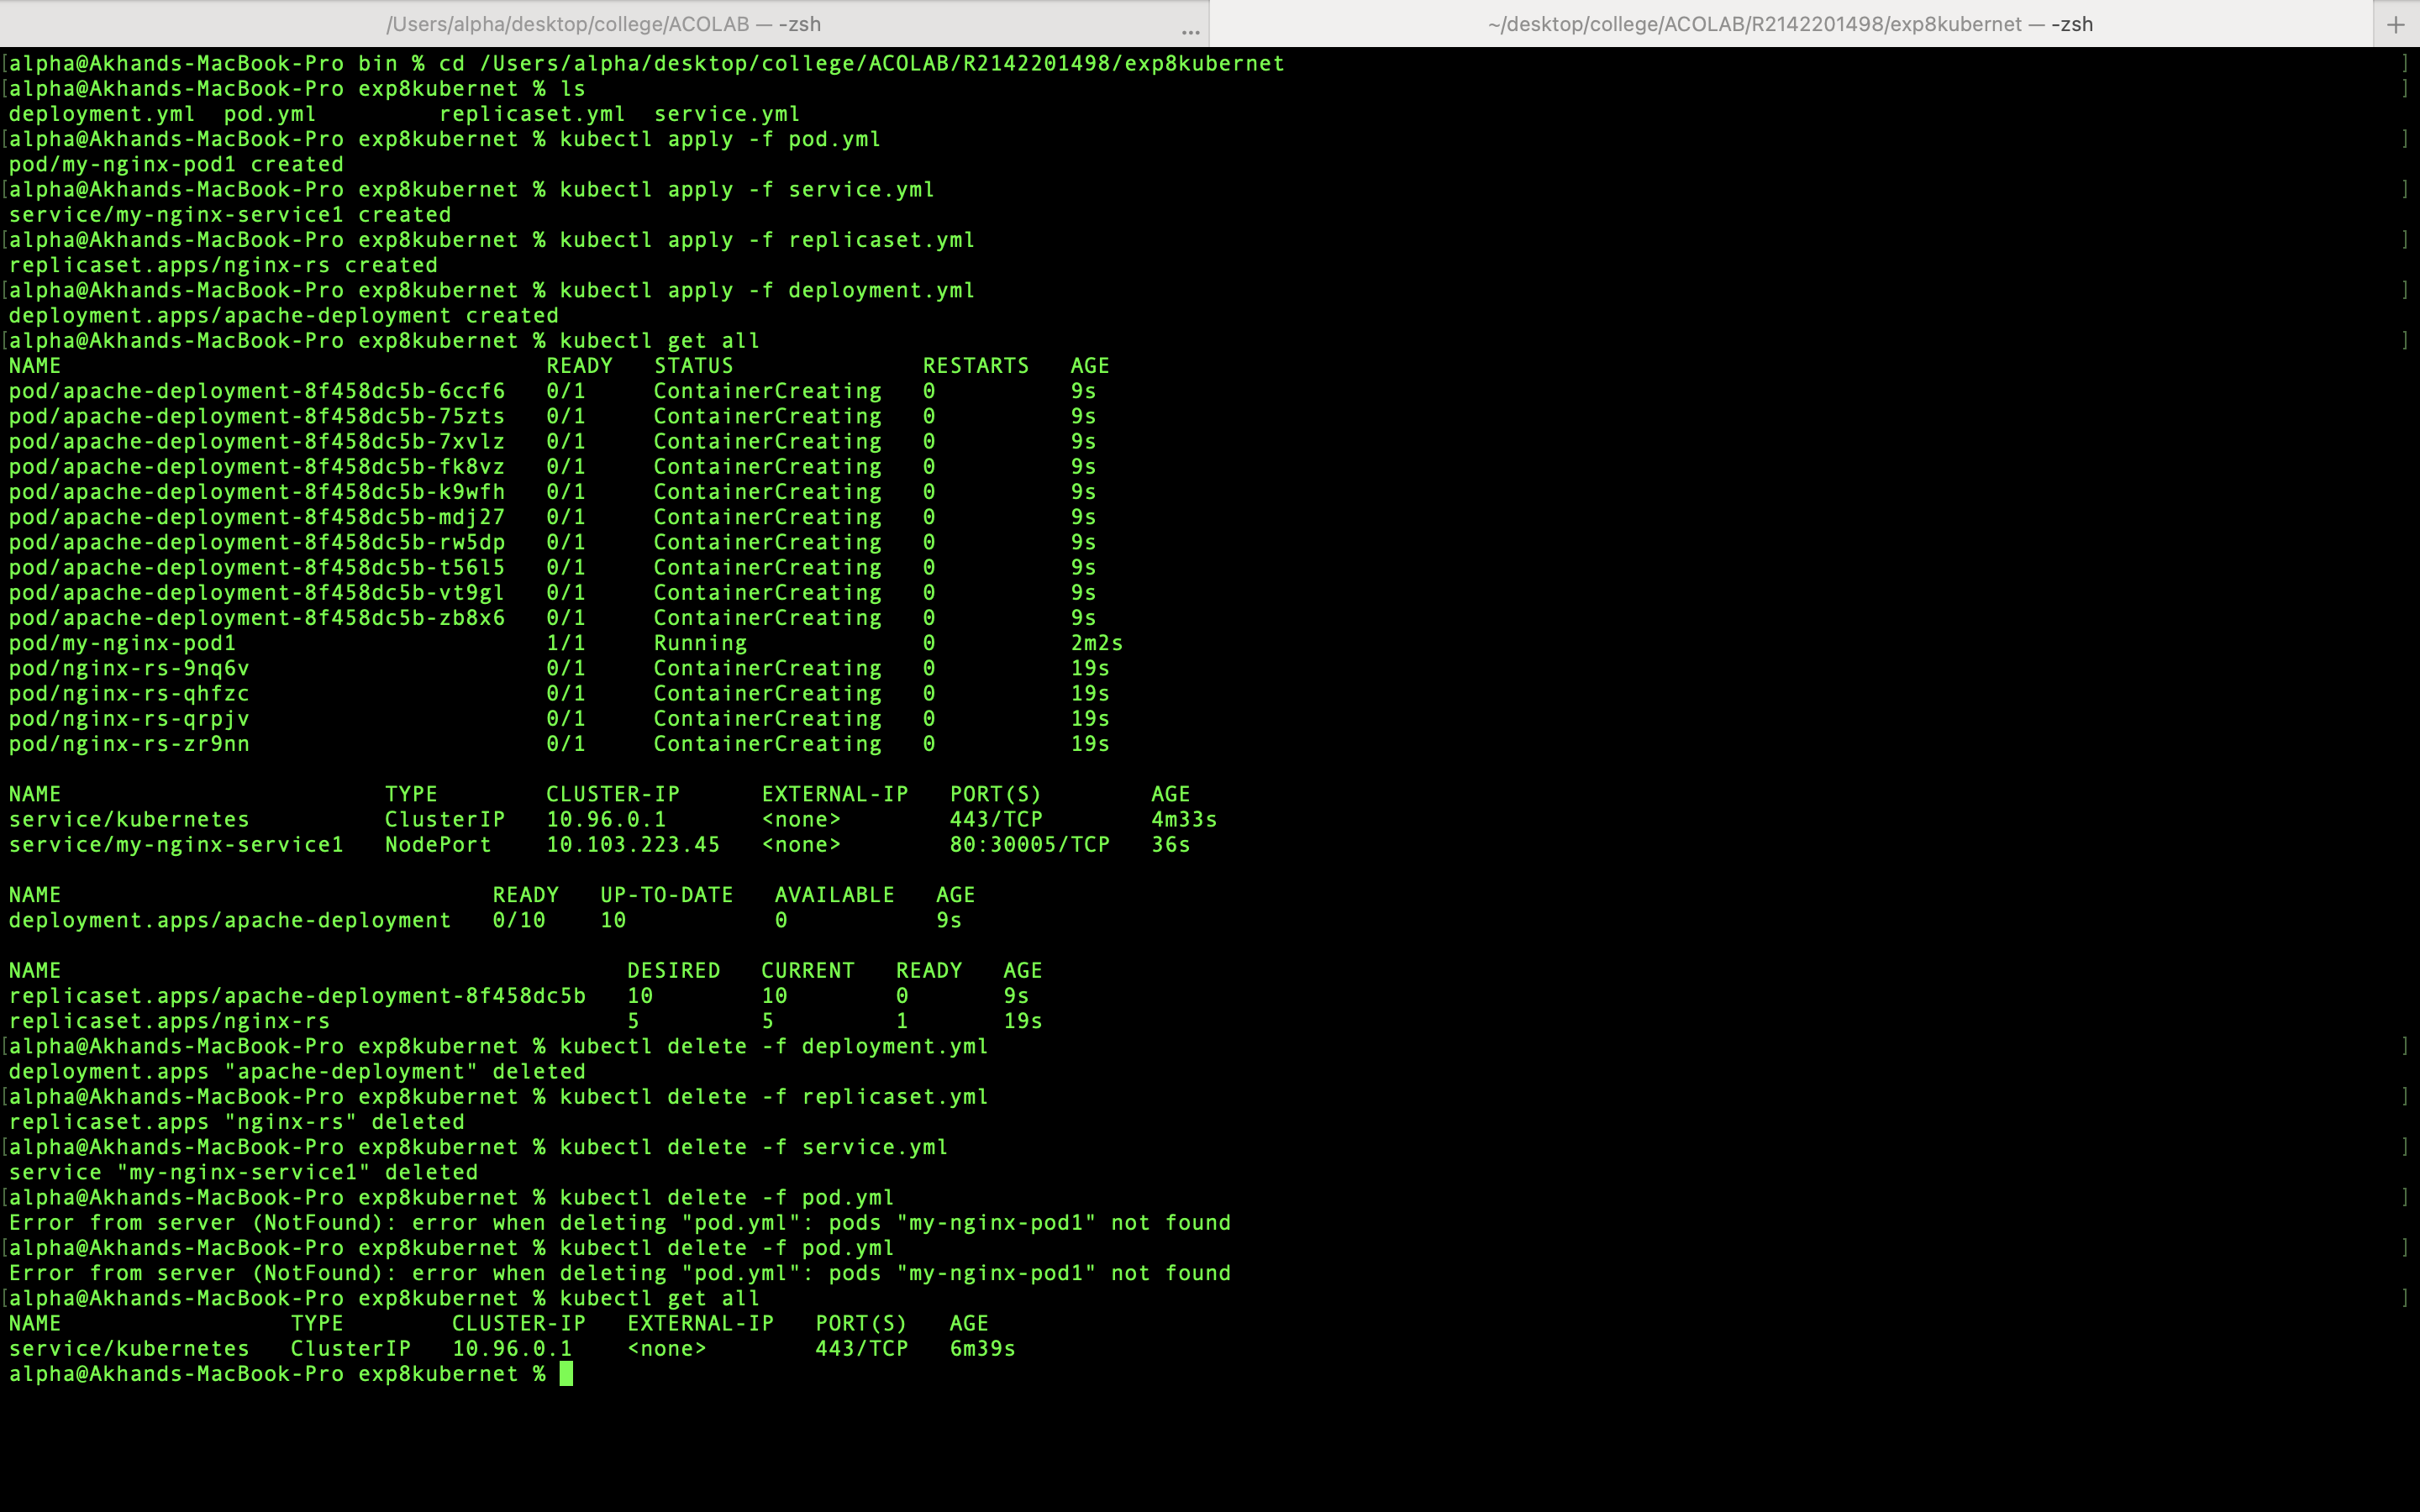 /Users/alpha/desktop/college/ACOLAB — -zsh ... ~/desktop/college/ACOLAB/R2142201498/exp8kubernet — -zsh +
[alpha@Akhands-MacBook-Pro bin % cd /Users/alpha/desktop/college/ACOLAB/R2142201498/exp8kubernet ]
[alpha@Akhands-MacBook-Pro exp8kubernet % ls ]
deployment.yml  pod.yml         replicaset.yml  service.yml
[alpha@Akhands-MacBook-Pro exp8kubernet % kubectl apply -f pod.yml ]
pod/my-nginx-pod1 created
[alpha@Akhands-MacBook-Pro exp8kubernet % kubectl apply -f service.yml ]
service/my-nginx-service1 created
[alpha@Akhands-MacBook-Pro exp8kubernet % kubectl apply -f replicaset.yml ]
replicaset.apps/nginx-rs created
[alpha@Akhands-MacBook-Pro exp8kubernet % kubectl apply -f deployment.yml ]
deployment.apps/apache-deployment created
[alpha@Akhands-MacBook-Pro exp8kubernet % kubectl get all ]
NAME                                    READY   STATUS              RESTARTS   AGE
pod/apache-deployment-8f458dc5b-6ccf6   0/1     ContainerCreating   0          9s
pod/apache-deployment-8f458dc5b-75zts   0/1     ContainerCreating   0          9s
pod/apache-deployment-8f458dc5b-7xvlz   0/1     ContainerCreating   0          9s
pod/apache-deployment-8f458dc5b-fk8vz   0/1     ContainerCreating   0          9s
pod/apache-deployment-8f458dc5b-k9wfh   0/1     ContainerCreating   0          9s
pod/apache-deployment-8f458dc5b-mdj27   0/1     ContainerCreating   0          9s
pod/apache-deployment-8f458dc5b-rw5dp   0/1     ContainerCreating   0          9s
pod/apache-deployment-8f458dc5b-t56l5   0/1     ContainerCreating   0          9s
pod/apache-deployment-8f458dc5b-vt9gl   0/1     ContainerCreating   0          9s
pod/apache-deployment-8f458dc5b-zb8x6   0/1     ContainerCreating   0          9s
pod/my-nginx-pod1                       1/1     Running             0          2m2s
pod/nginx-rs-9nq6v                      0/1     ContainerCreating   0          19s
pod/nginx-rs-qhfzc                      0/1     ContainerCreating   0          19s
pod/nginx-rs-qrpjv                      0/1     ContainerCreating   0          19s
pod/nginx-rs-zr9nn                      0/1     ContainerCreating   0          19s
NAME                        TYPE        CLUSTER-IP      EXTERNAL-IP   PORT(S)        AGE
service/kubernetes          ClusterIP   10.96.0.1       <none>        443/TCP        4m33s
service/my-nginx-service1   NodePort    10.103.223.45   <none>        80:30005/TCP   36s
NAME                                READY   UP-TO-DATE   AVAILABLE   AGE
deployment.apps/apache-deployment   0/10    10           0           9s
NAME                                          DESIRED   CURRENT   READY   AGE
replicaset.apps/apache-deployment-8f458dc5b   10        10        0       9s
replicaset.apps/nginx-rs                      5         5         1       19s
[alpha@Akhands-MacBook-Pro exp8kubernet % kubectl delete -f deployment.yml ]
deployment.apps "apache-deployment" deleted
[alpha@Akhands-MacBook-Pro exp8kubernet % kubectl delete -f replicaset.yml ]
replicaset.apps "nginx-rs" deleted
[alpha@Akhands-MacBook-Pro exp8kubernet % kubectl delete -f service.yml ]
service "my-nginx-service1" deleted
[alpha@Akhands-MacBook-Pro exp8kubernet % kubectl delete -f pod.yml ]
Error from server (NotFound): error when deleting "pod.yml": pods "my-nginx-pod1" not found
[alpha@Akhands-MacBook-Pro exp8kubernet % kubectl delete -f pod.yml ]
Error from server (NotFound): error when deleting "pod.yml": pods "my-nginx-pod1" not found
[alpha@Akhands-MacBook-Pro exp8kubernet % kubectl get all ]
NAME                 TYPE        CLUSTER-IP   EXTERNAL-IP   PORT(S)   AGE
service/kubernetes   ClusterIP   10.96.0.1    <none>        443/TCP   6m39s
alpha@Akhands-MacBook-Pro exp8kubernet %